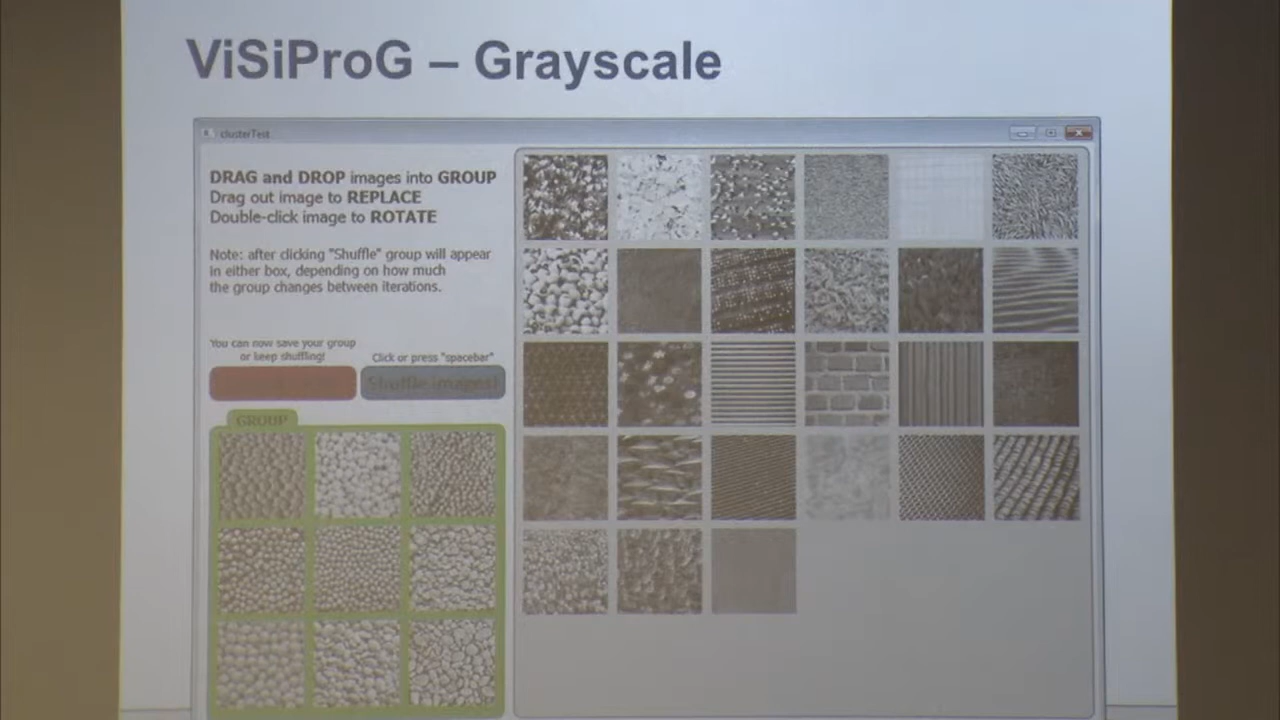 ViSiProG – Grayscale
clusterTest
DRAG and DROP images into GROUP
Drag out image to REPLACE
Double-click image to ROTATE
Note: after clicking "Shuffle" group will appear
in either box, depending on how much
the group changes between iterations.
You can now save your group
or keep shuffling!
Click or press "spacebar"
Shuffle images!
GROUP